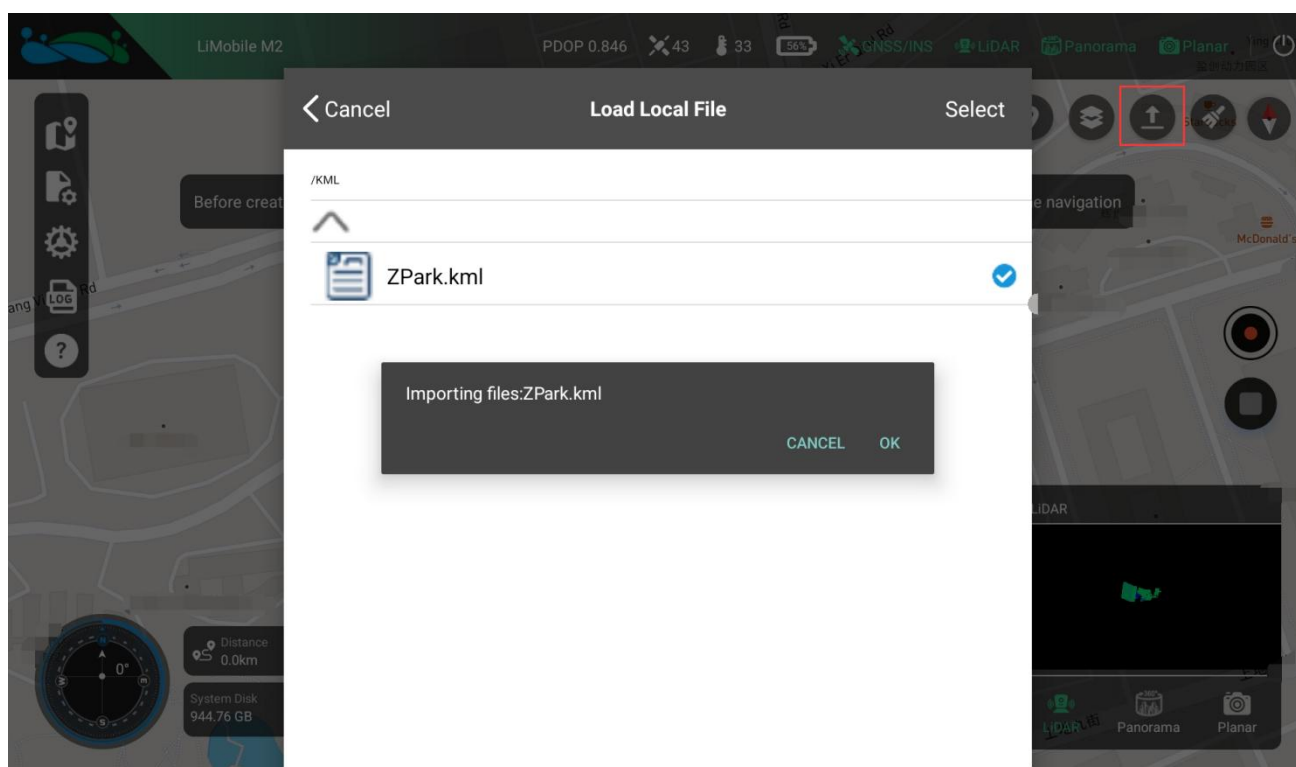 LiMobile M2
PDOP 0.846
43
33
56%
GNSS/INS
LiDAR
Panorama
Planar
Cancel
Load Local File
Select
/KML
Before creat
e navigation
McDonald's
ZPark.kml
LOG
Rd
?
Importing files:ZPark.kml
CANCEL OK
LiDAR
N
0°
W
S
Distance
0.0km
System Disk
944.76 GB
LiDAR
Panorama
Planar